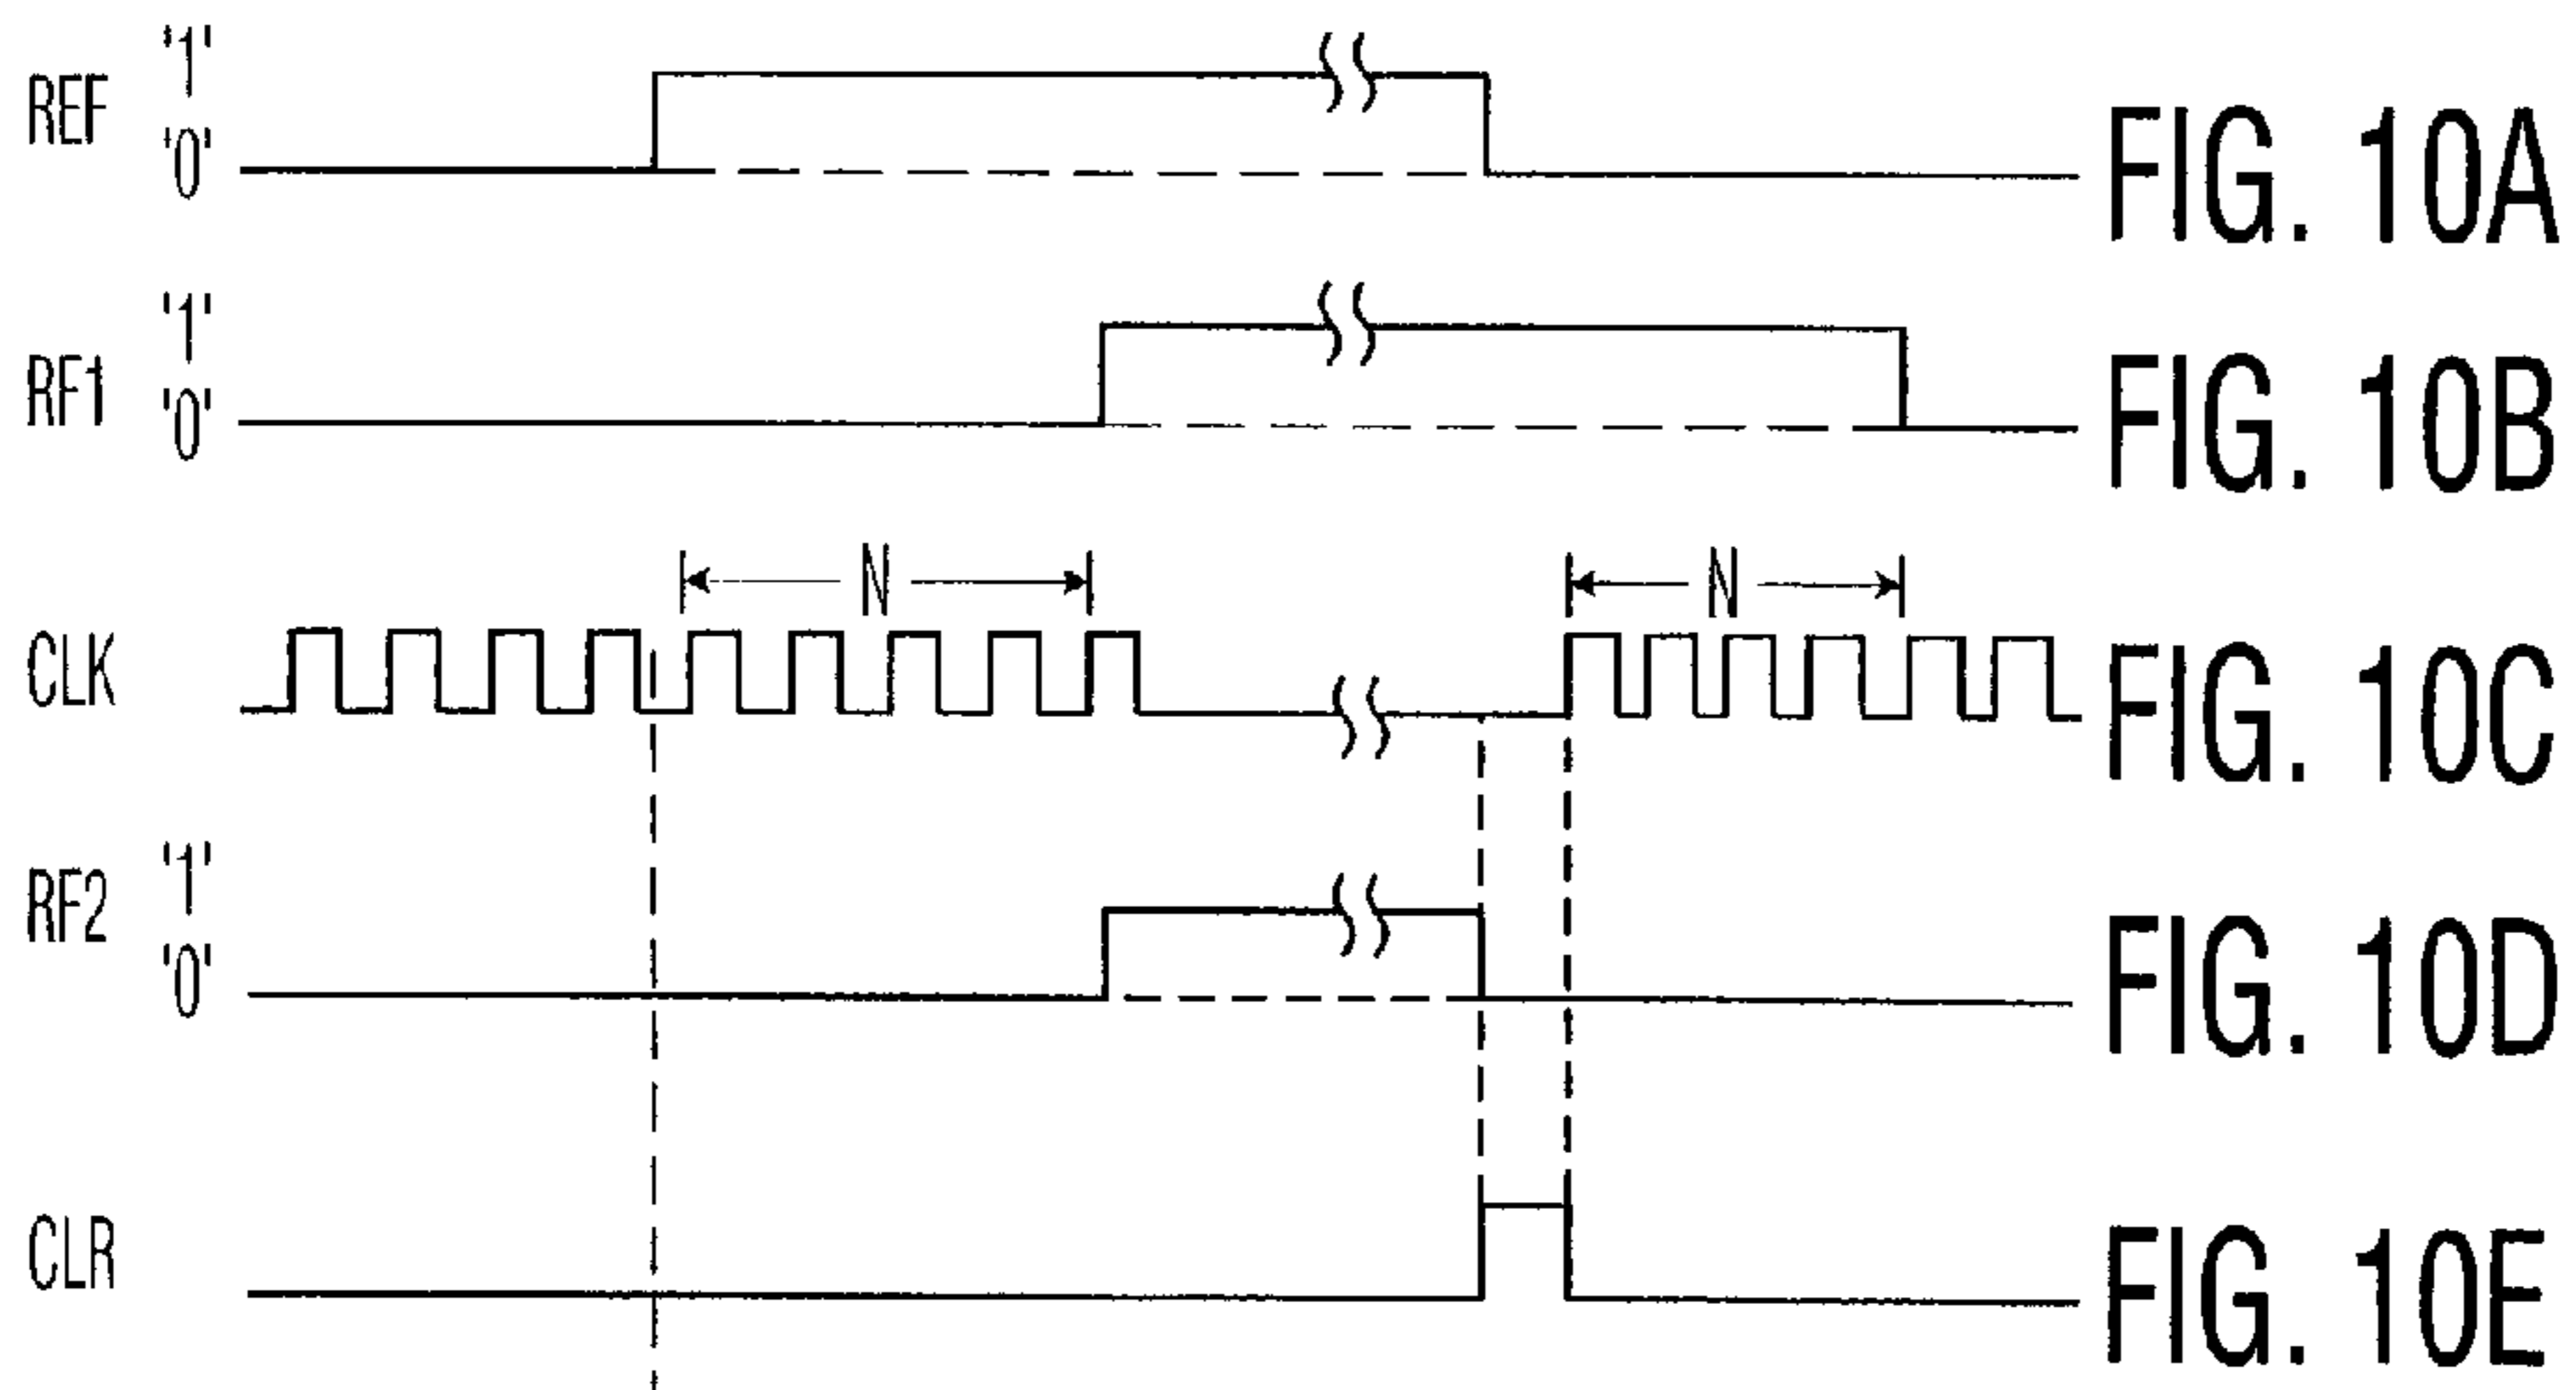 REF '1' '0' FIG. 10A
RF1 '1' '0' FIG. 10B
N N
CLK FIG. 10C
RF2 '1' '0' FIG. 10D
CLR FIG. 10E